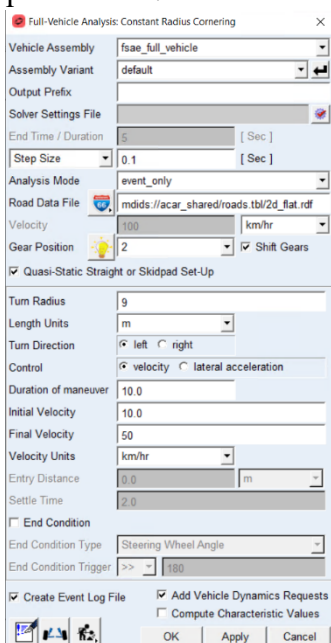 Full-Vehicle Analysis: Constant Radius Cornering
Vehicle Assembly fsae_full_vehicle
Assembly Variant default
Output Prefix
Solver Settings File
End Time / Duration 5 [ Sec ]
Step Size 0.1 [ Sec ]
Analysis Mode event_only
Road Data File 66 mdids://acar_shared/roads.tbl/2d_flat.rdf
Velocity 100 km/hr
Gear Position 2 Shift Gears
Quasi-Static Straight or Skidpad Set-Up
Turn Radius 9
Length Units m
Turn Direction left right
Control velocity lateral acceleration
Duration of maneuver 10.0
Initial Velocity 10.0
Final Velocity 50
Velocity Units km/hr
Entry Distance 0.0 m
Settle Time 2.0
End Condition
End Condition Type Steering Wheel Angle
End Condition Trigger >> 180
Create Event Log File Add Vehicle Dynamics Requests
Compute Characteristic Values
OK Apply Cancel